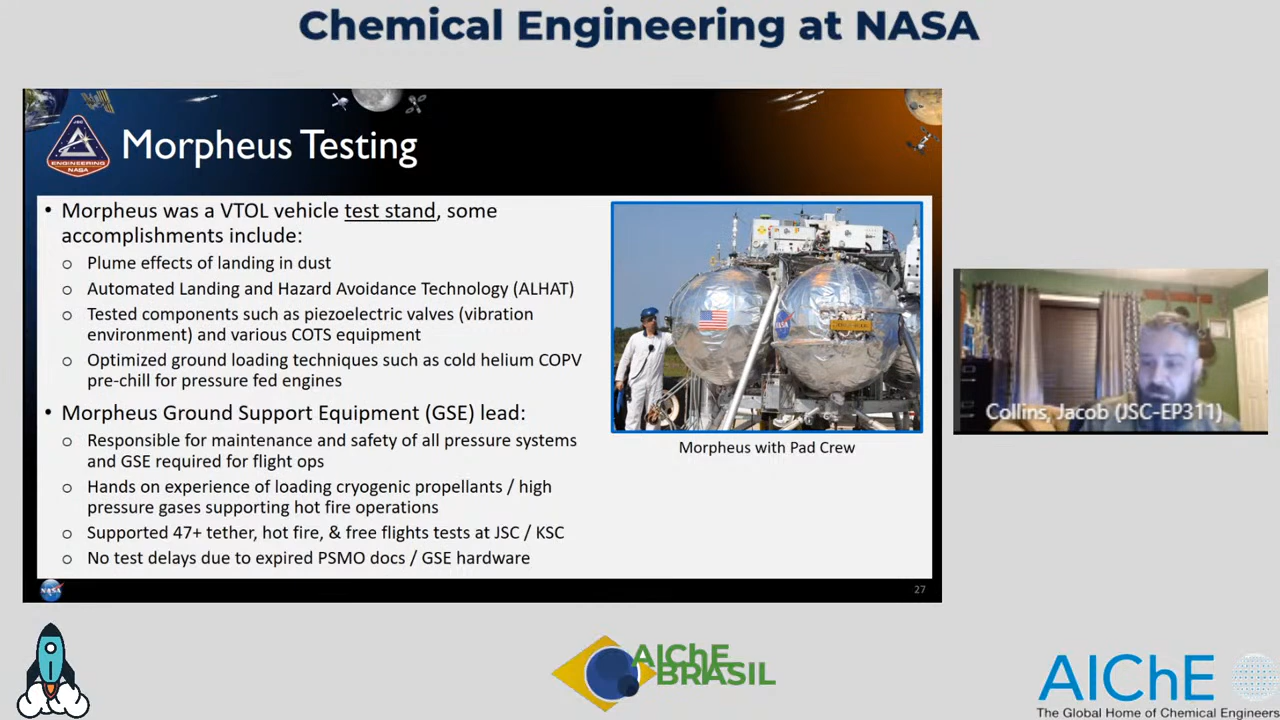 Chemical Engineering at NASA
JSC
ENGINEERING
NASA
Morpheus Testing
• Morpheus was a VTOL vehicle test stand, some
accomplishments include:
o Plume effects of landing in dust
o Automated Landing and Hazard Avoidance Technology (ALHAT)
o Tested components such as piezoelectric valves (vibration
environment) and various COTS equipment
o Optimized ground loading techniques such as cold helium COPV
pre-chill for pressure fed engines
• Morpheus Ground Support Equipment (GSE) lead:
o Responsible for maintenance and safety of all pressure systems
and GSE required for flight ops
o Hands on experience of loading cryogenic propellants / high
pressure gases supporting hot fire operations
o Supported 47+ tether, hot fire, & free flights tests at JSC / KSC
o No test delays due to expired PSMO docs / GSE hardware
NASA
Morpheus with Pad Crew
NASA
27
Collins, Jacob (JSC-EP311)
AIChE
BRASIL
AIChE
The Global Home of Chemical Engineers